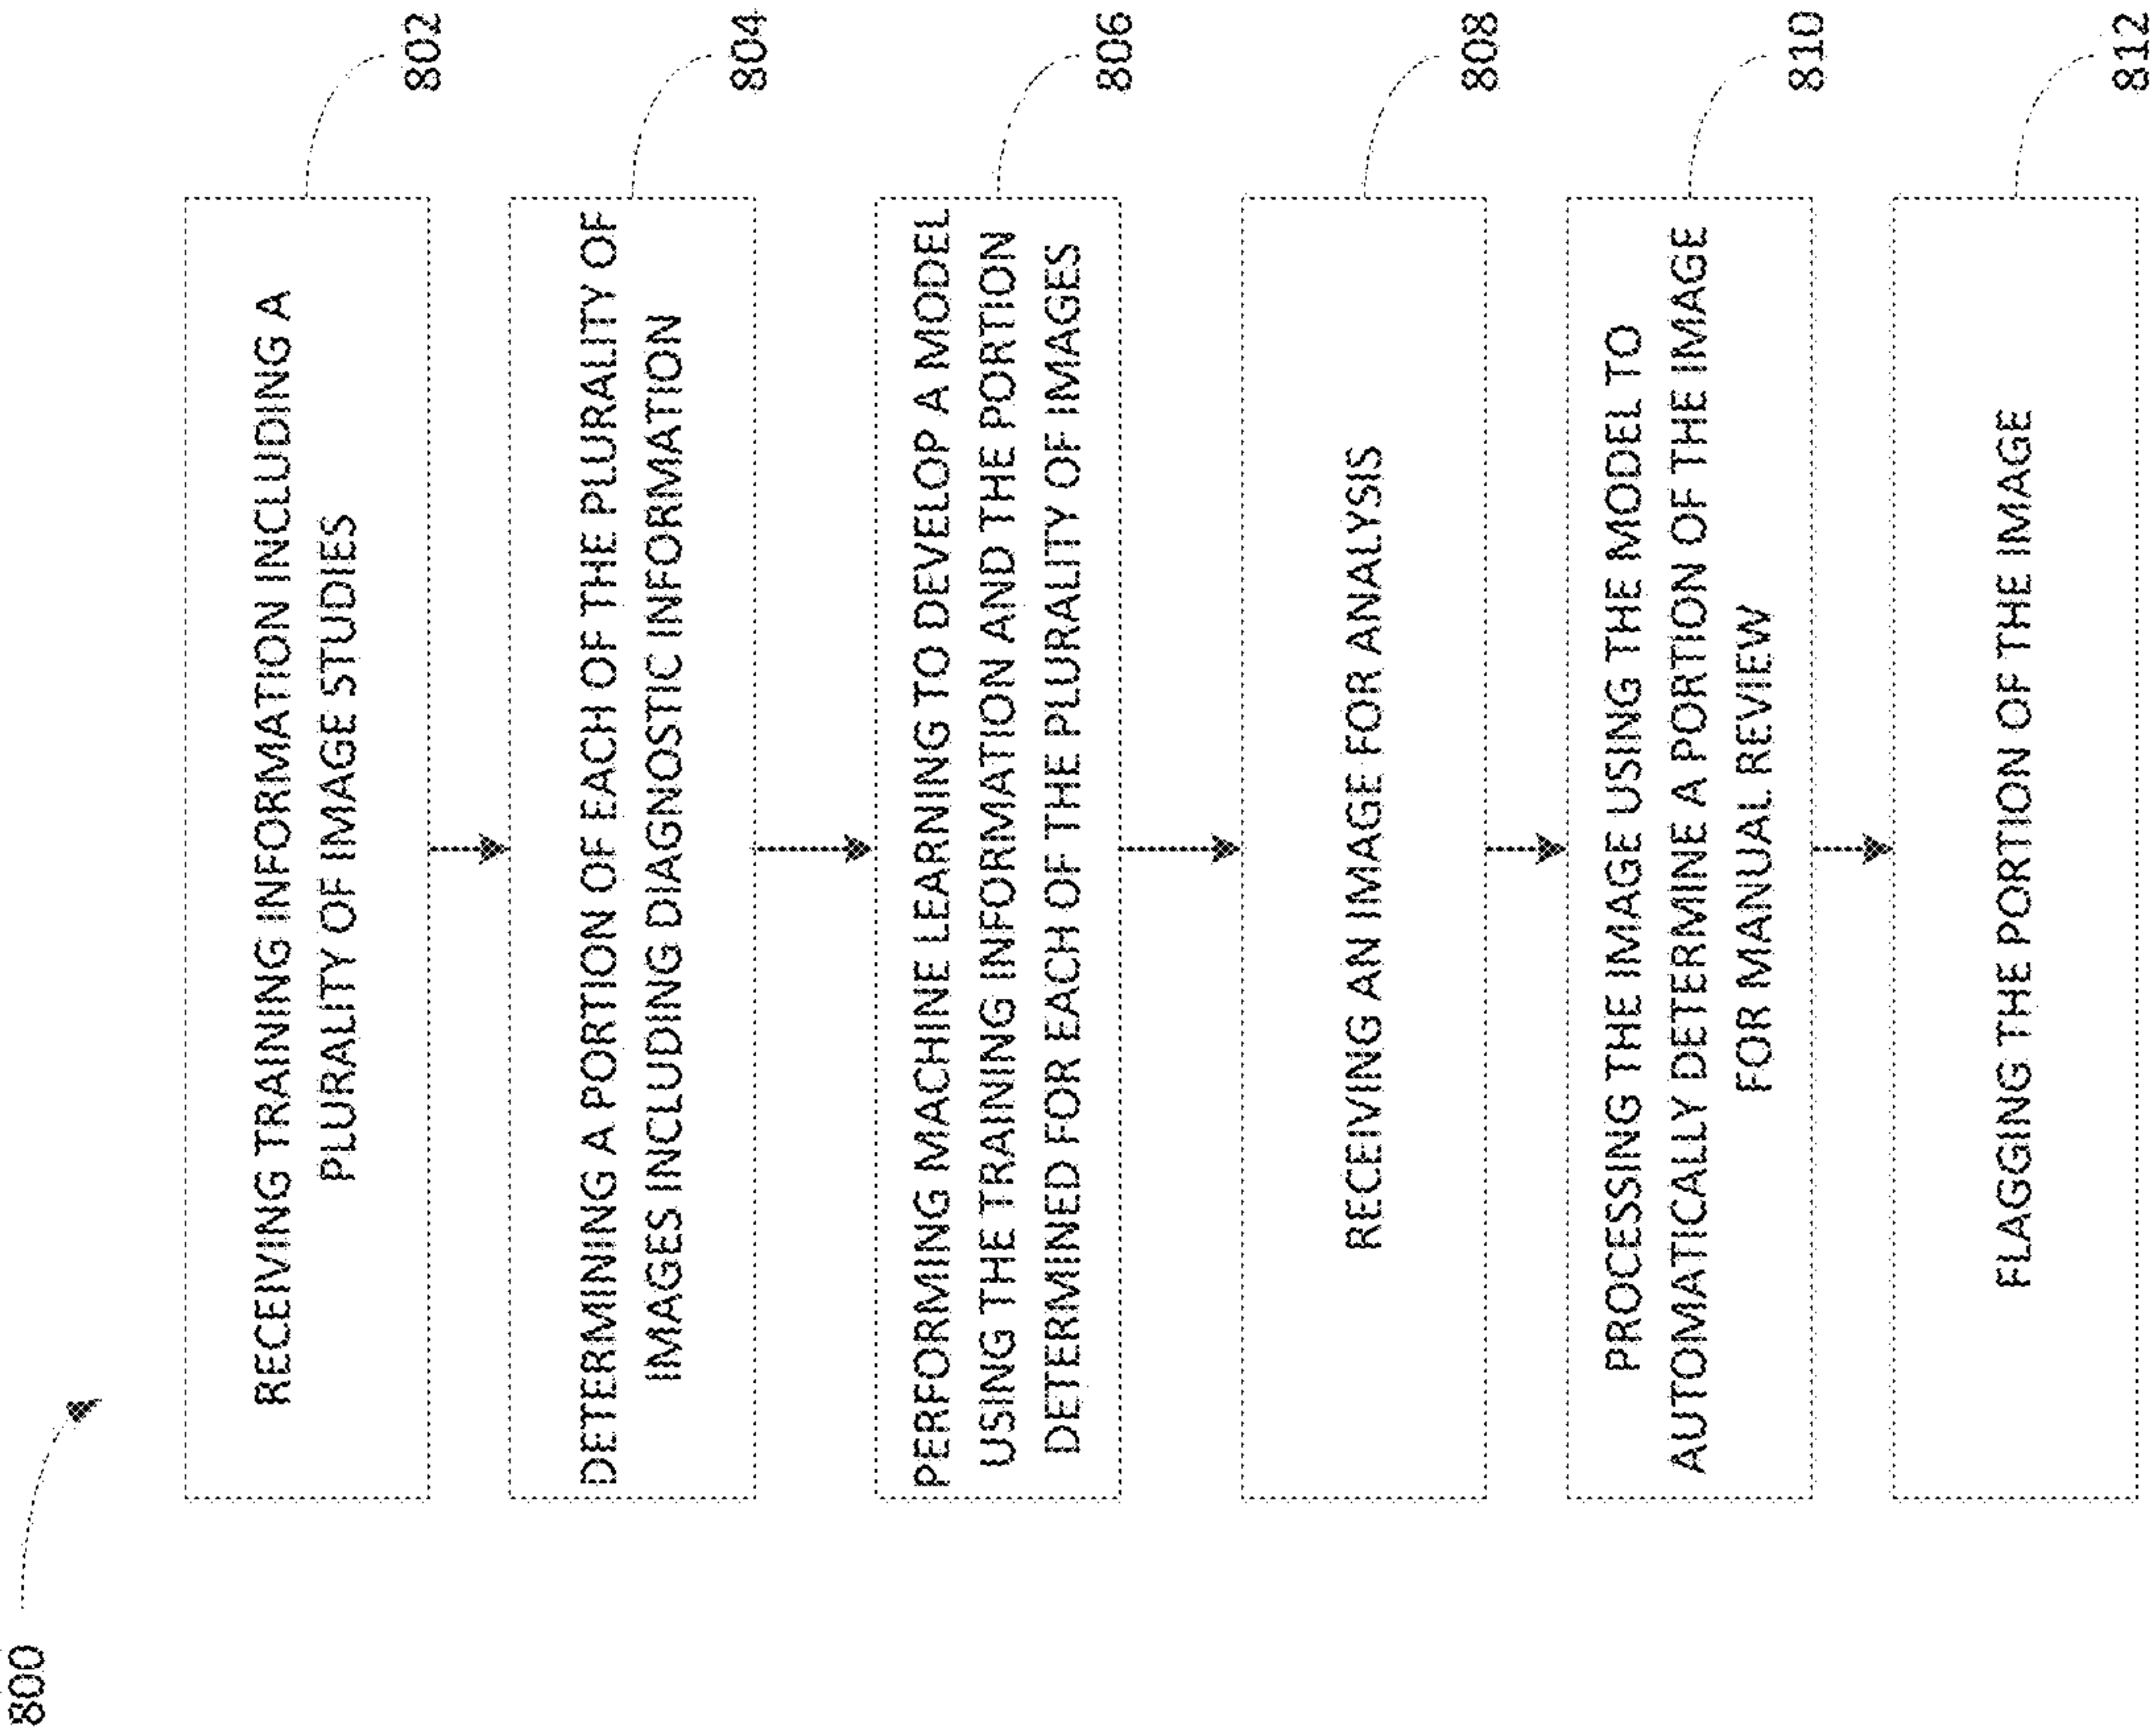 800
RECEIVING TRAINING INFORMATION INCLUDING A
PLURALITY OF IMAGE STUDIES
802
DETERMINING A PORTION OF EACH OF THE PLURALITY OF
IMAGES INCLUDING DIAGNOSTIC INFORMATION
804
PERFORMING MACHINE LEARNING TO DEVELOP A MODEL
USING THE TRAINING INFORMATION AND THE PORTION
DETERMINED FOR EACH OF THE PLURALITY OF IMAGES
806
RECEIVING AN IMAGE FOR ANALYSIS
808
PROCESSING THE IMAGE USING THE MODEL TO
AUTOMATICALLY DETERMINE A PORTION OF THE IMAGE
FOR MANUAL REVIEW
810
FLAGGING THE PORTION OF THE IMAGE
812